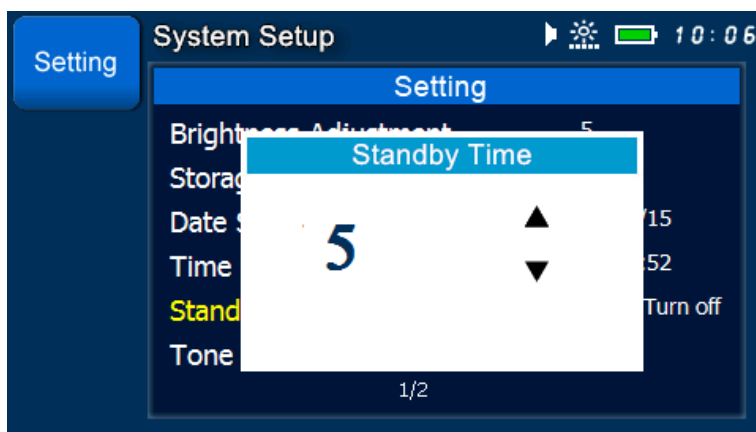 Setting
System Setup
10:06
Setting
Brightness Adjustment 5
Standby Time
Storag
Date /15
5
Time :52
Stand Turn off
Tone
1/2